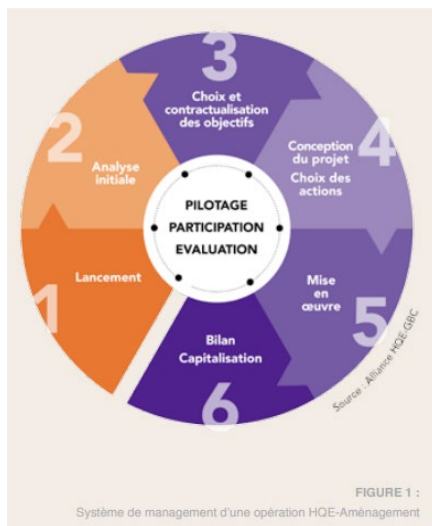 1
Lancement
2
Analyse
initiale
3
Choix et
contractualisation
des objectifs
4
Conception
du projet
Choix des
actions
5
Mise
en
œuvre
6
Bilan
Capitalisation
PILOTAGE
PARTICIPATION
EVALUATION
Source : Alliance HQE-GBC
FIGURE 1 :
Système de management d'une opération HQE-Aménagement